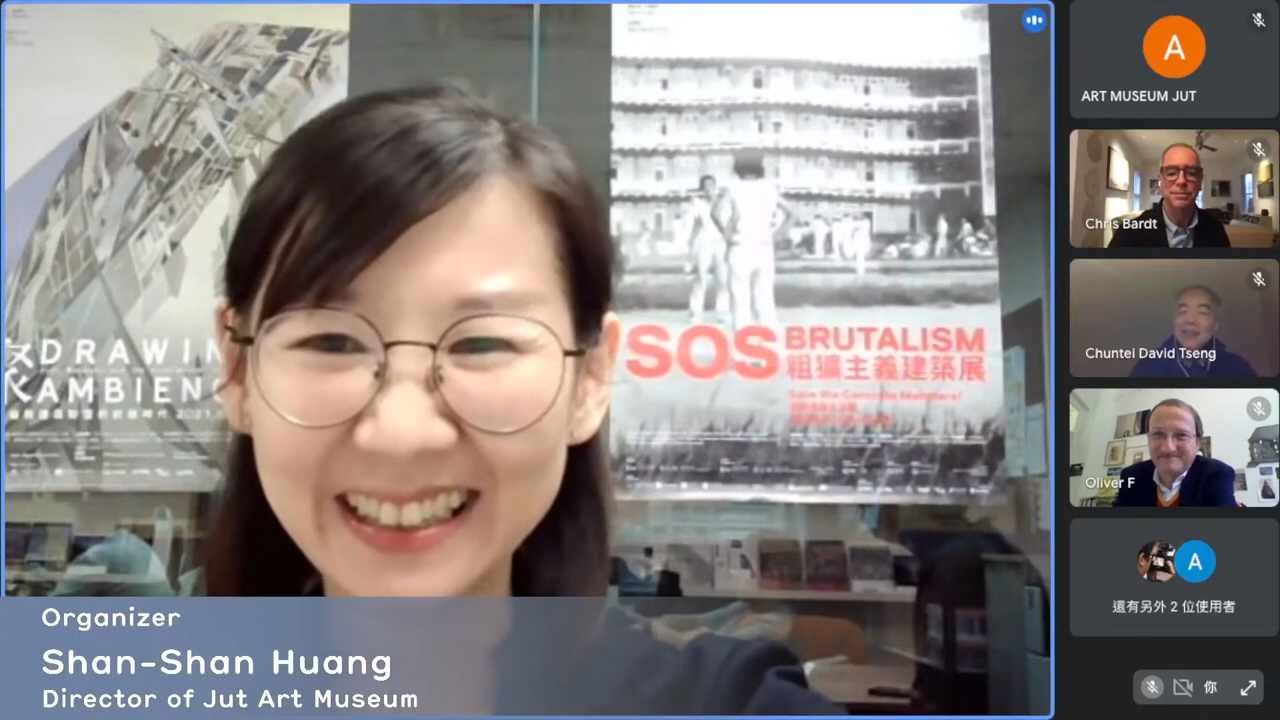 DRAWIN
AMBIEN
SOS
BRUTALISM
粗獷主義建築展
Save the Concrete Monsters!
Organizer
Shan-Shan Huang
Director of Jut Art Museum
A
ART MUSEUM JUT
Chris Bardt
Chuntei David Tseng
Oliver F
A
還有另外 2 位使用者
你